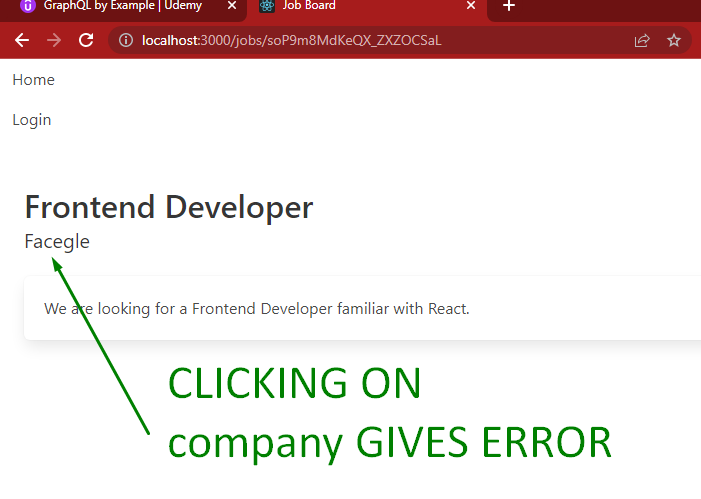 GraphQL by Example | Udemy
Job Board
localhost:3000/jobs/soP9m8MdKeQX_ZXZOCSaL
Home
Login
Frontend Developer
Facegle
We are looking for a Frontend Developer familiar with React.
CLICKING ON
company GIVES ERROR